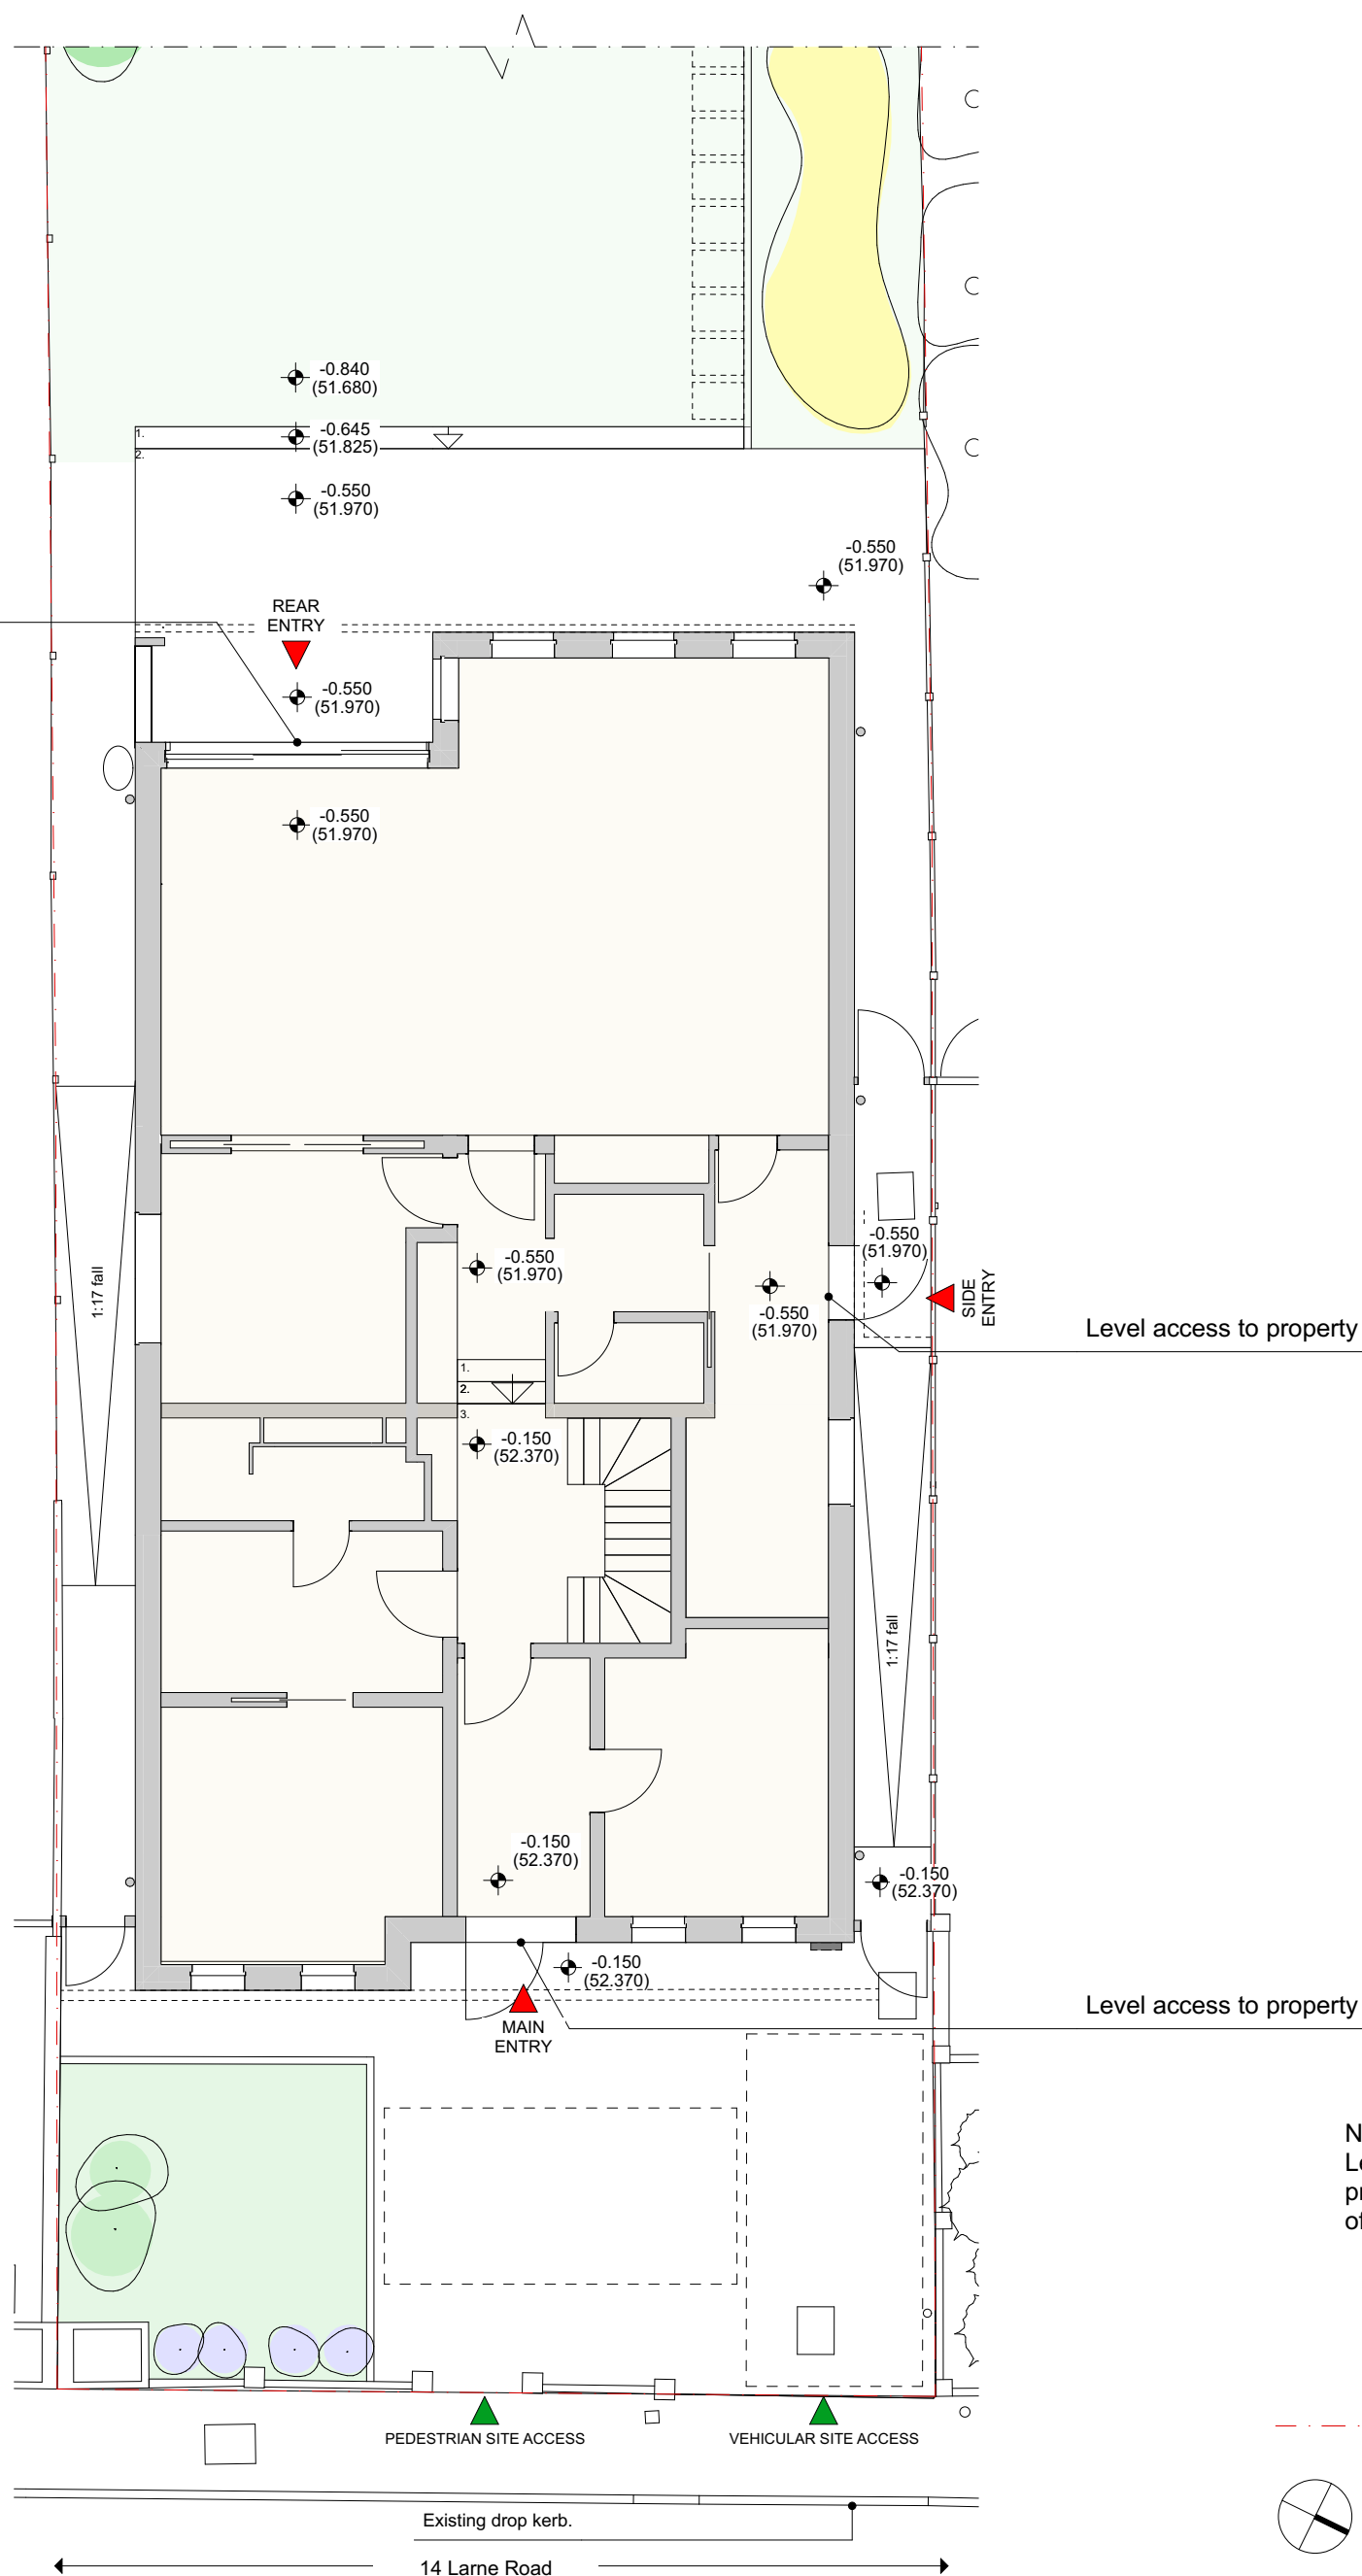 -0.840
(51.680)
1.
-0.645
(51.825)
2.
-0.550
(51.970)
-0.550
(51.970)
REAR
ENTRY
-0.550
(51.970)
-0.550
(51.970)
-0.550
(51.970)
-0.550
(51.970)
-0.550
(51.970)
SIDE
ENTRY
1:17 fall
Level access to property
1.
2.
3.
-0.150
(52.370)
1:17 fall
-0.150
(52.370)
-0.150
(52.370)
-0.150
(52.370)
MAIN
ENTRY
Level access to property
PEDESTRIAN SITE ACCESS
VEHICULAR SITE ACCESS
Existing drop kerb.
14 Larne Road